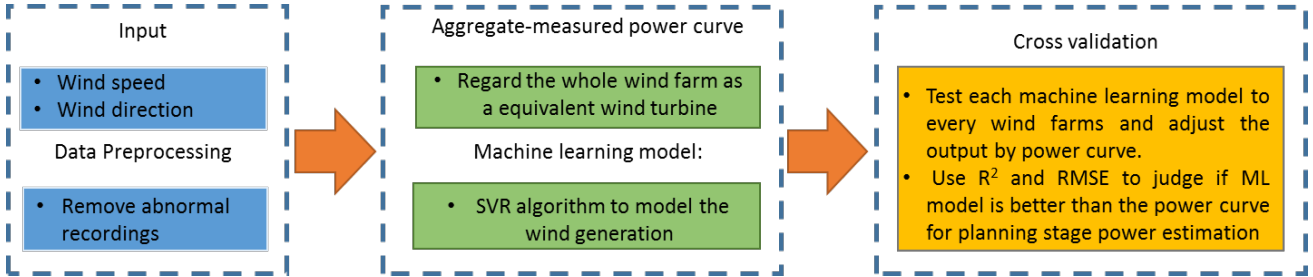 Input
• Wind speed
• Wind direction
Data Preprocessing
• Remove abnormal
recordings
Aggregate-measured power curve
• Regard the whole wind farm as
a equivalent wind turbine
Machine learning model:
• SVR algorithm to model the
wind generation
Cross validation
• Test each machine learning model to
every wind farms and adjust the
output by power curve.
• Use R² and RMSE to judge if ML
model is better than the power curve
for planning stage power estimation